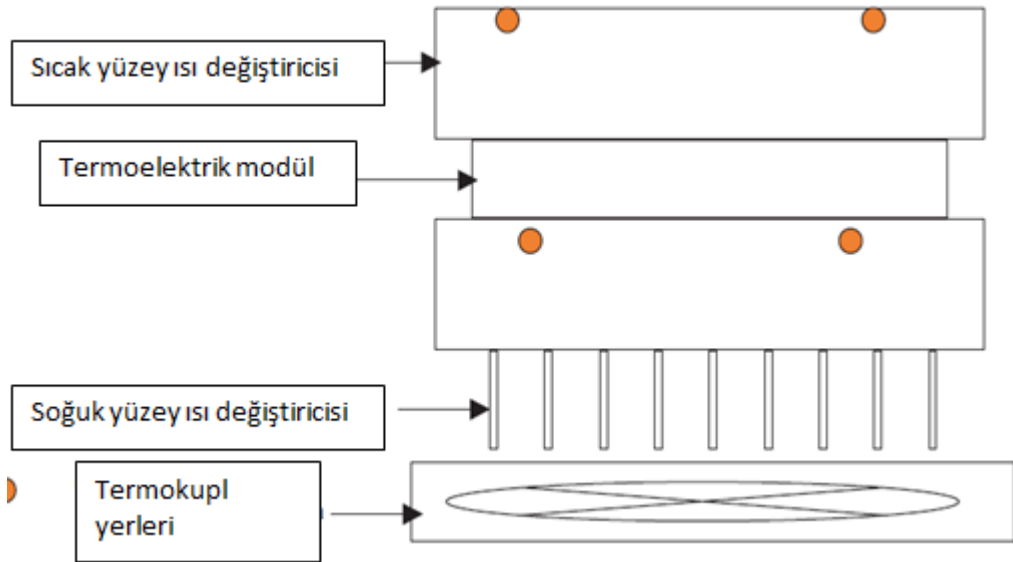 Sıcak yüzey ısı değiştiricisi
Termoelektrik modül
Soğuk yüzey ısı değiştiricisi
Termokupl
yerleri